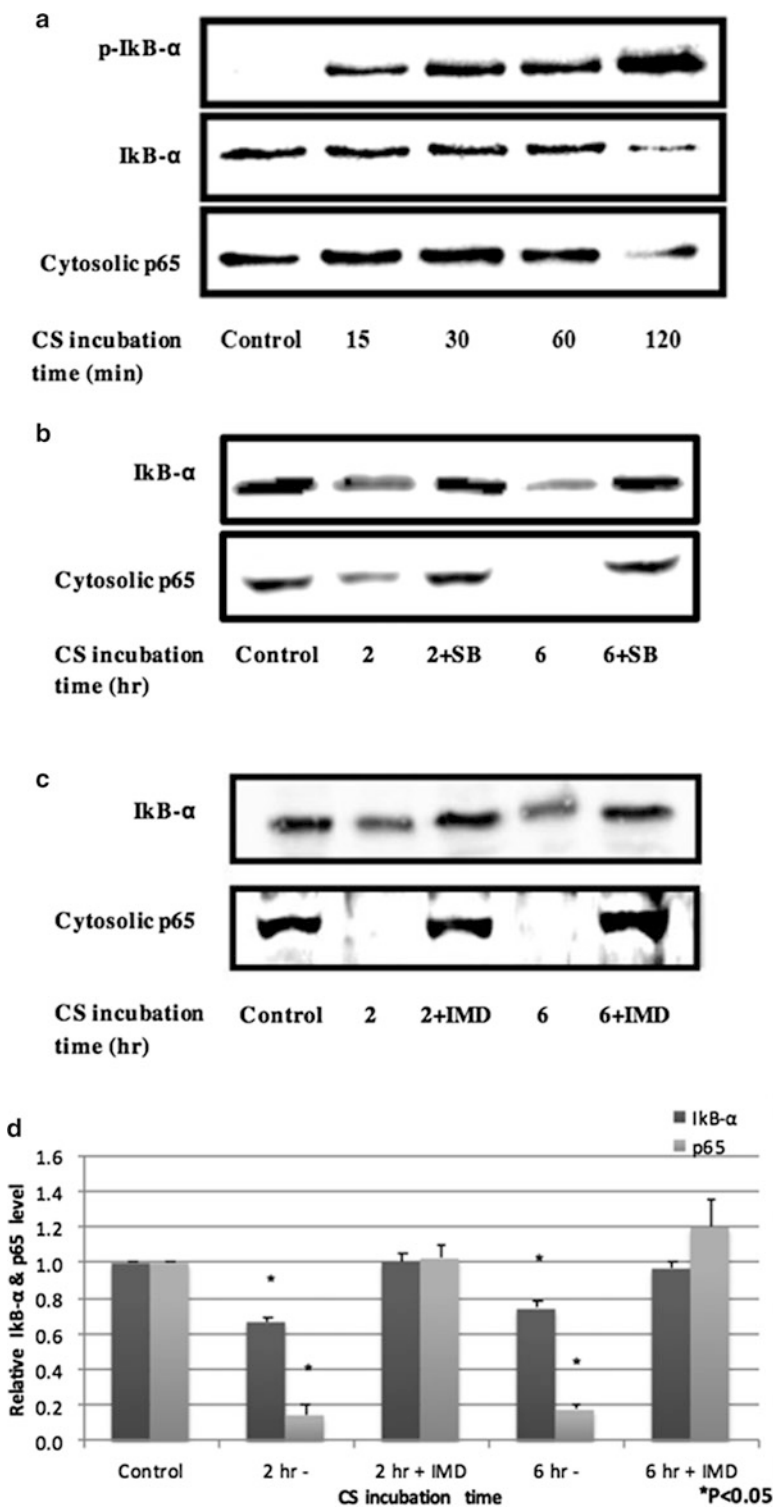 a
p-IkB-α
IkB-α
Cytosolic p65
CS incubation time (min)
Control 15 30 60 120
b
IkB-α
Cytosolic p65
CS incubation time (hr)
Control 2 2+SB 6 6+SB
c
IkB-α
Cytosolic p65
CS incubation time (hr)
Control 2 2+IMD 6 6+IMD
d
IkB-α
p65
Relative IkB-α & p65 level
1.6
1.4
1.2
1.0
0.8
0.6
0.4
0.2
0.0
* * * *
Control 2 hr - 2 hr + IMD 6 hr - 6 hr + IMD
CS incubation time
*P<0.05